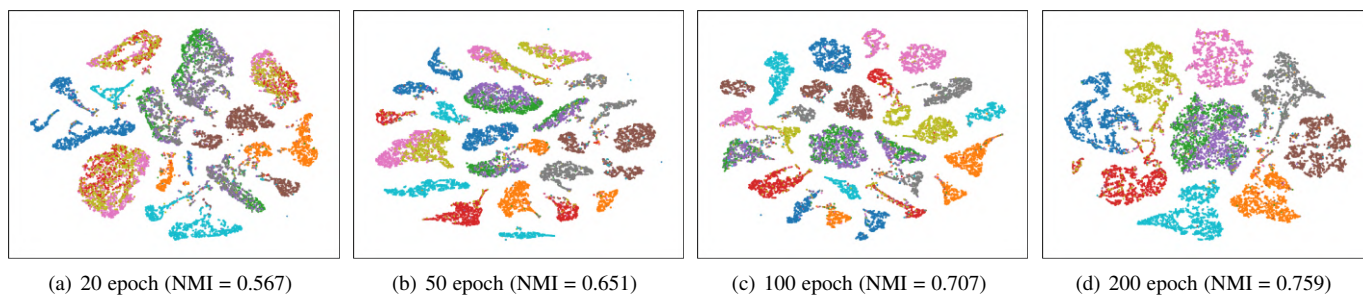 (a) 20 epoch (NMI = 0.567)
(b) 50 epoch (NMI = 0.651)
(c) 100 epoch (NMI = 0.707)
(d) 200 epoch (NMI = 0.759)